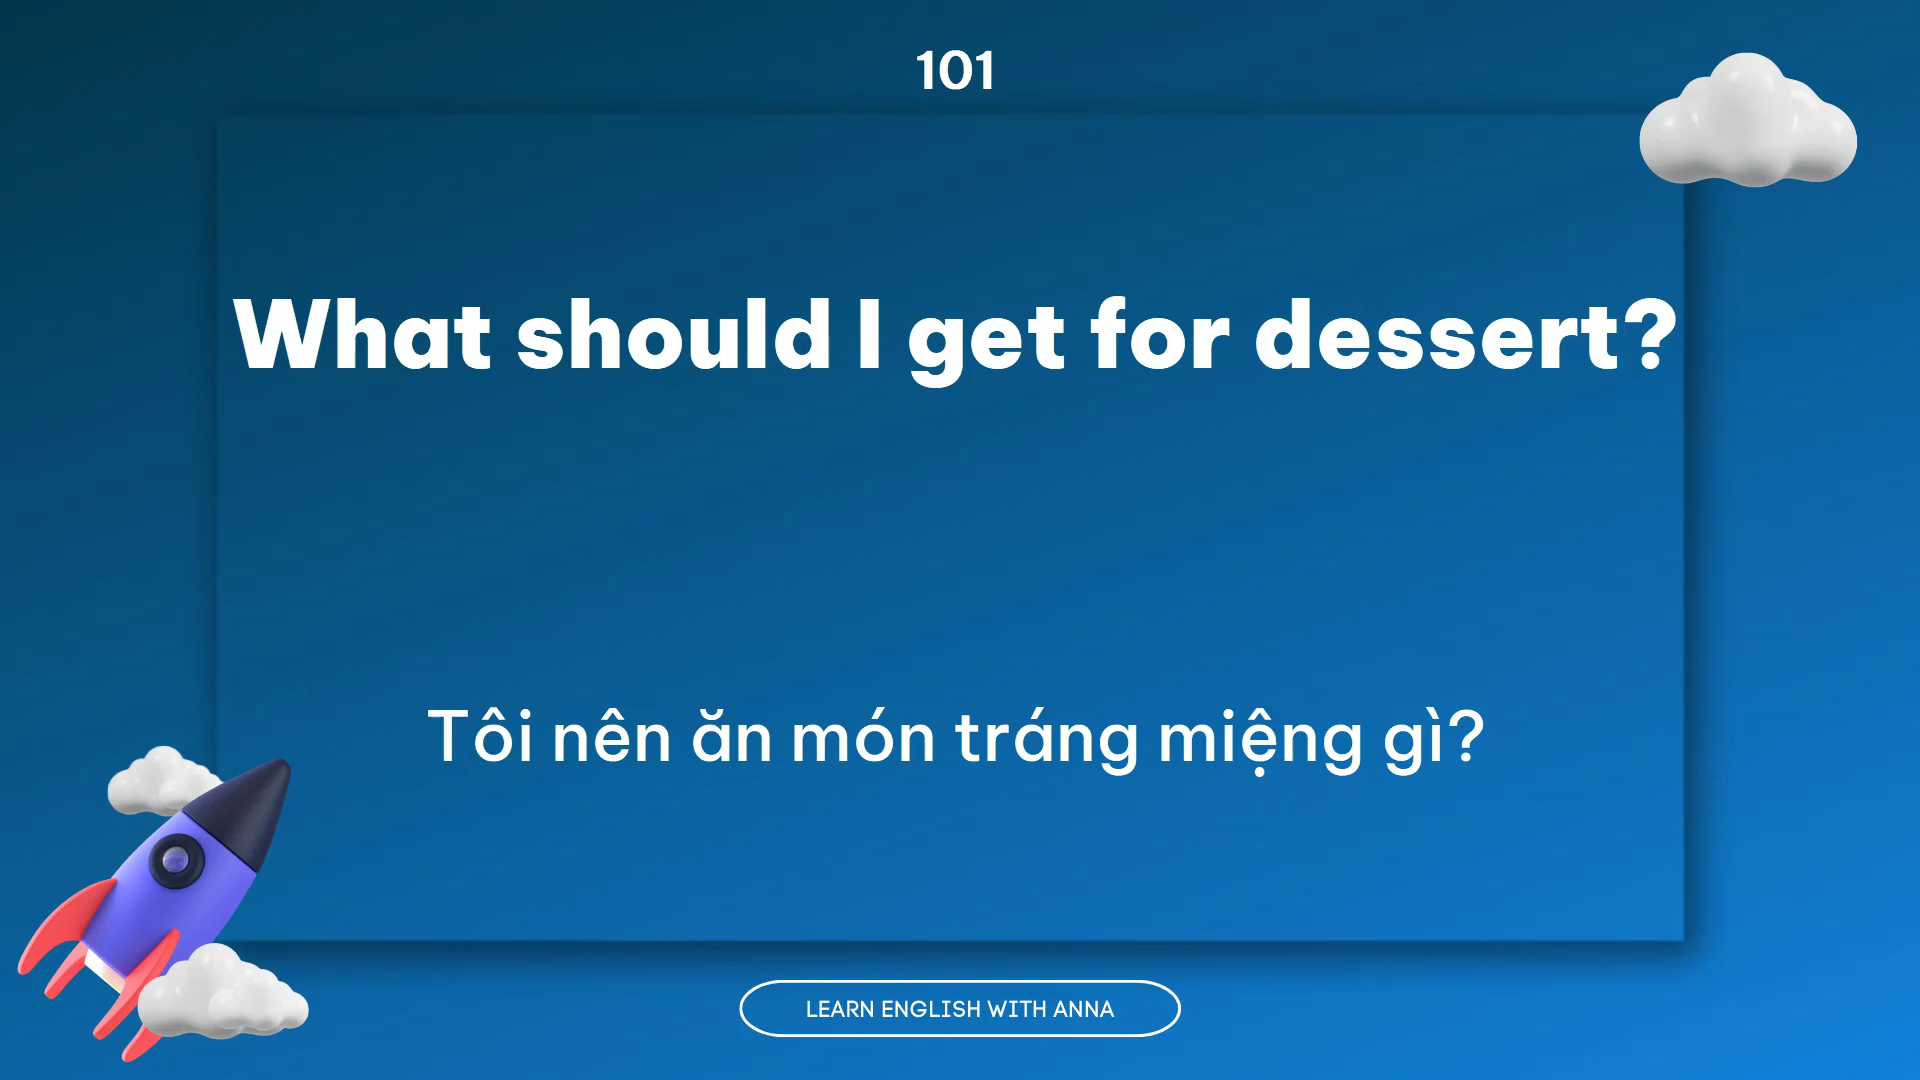 101
What should I get for dessert?
Tôi nên ăn món tráng miệng gì?
LEARN ENGLISH WITH ANNA